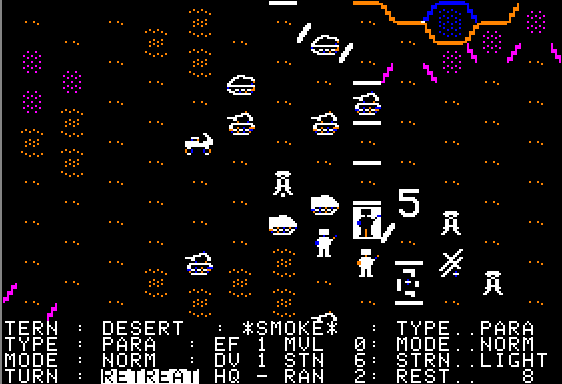 5
TERN : DESERT : *SMOKE* : TYPE..PARA
TYPE : PARA : EF 1 MVL 0: MODE..NORM
MODE : NORM : DV 1 STN 6: STRN..LIGHT
TURN : RETREAT HQ - RAN 2: REST.. 8